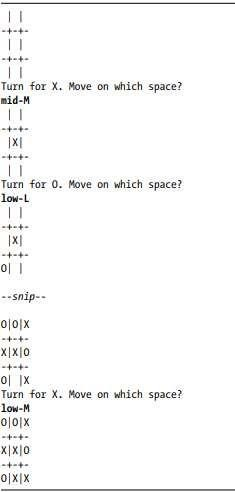 | |
-+-+-
 | |
-+-+-
 | |
Turn for X. Move on which space?
mid-M
 | |
-+-+-
 |X|
-+-+-
 | |
Turn for O. Move on which space?
low-L
 | |
-+-+-
 |X|
-+-+-
O| |
--snip--
O|O|X
-+-+-
X|X|O
-+-+-
O| |X
Turn for X. Move on which space?
low-M
O|O|X
-+-+-
X|X|O
-+-+-
O|X|X